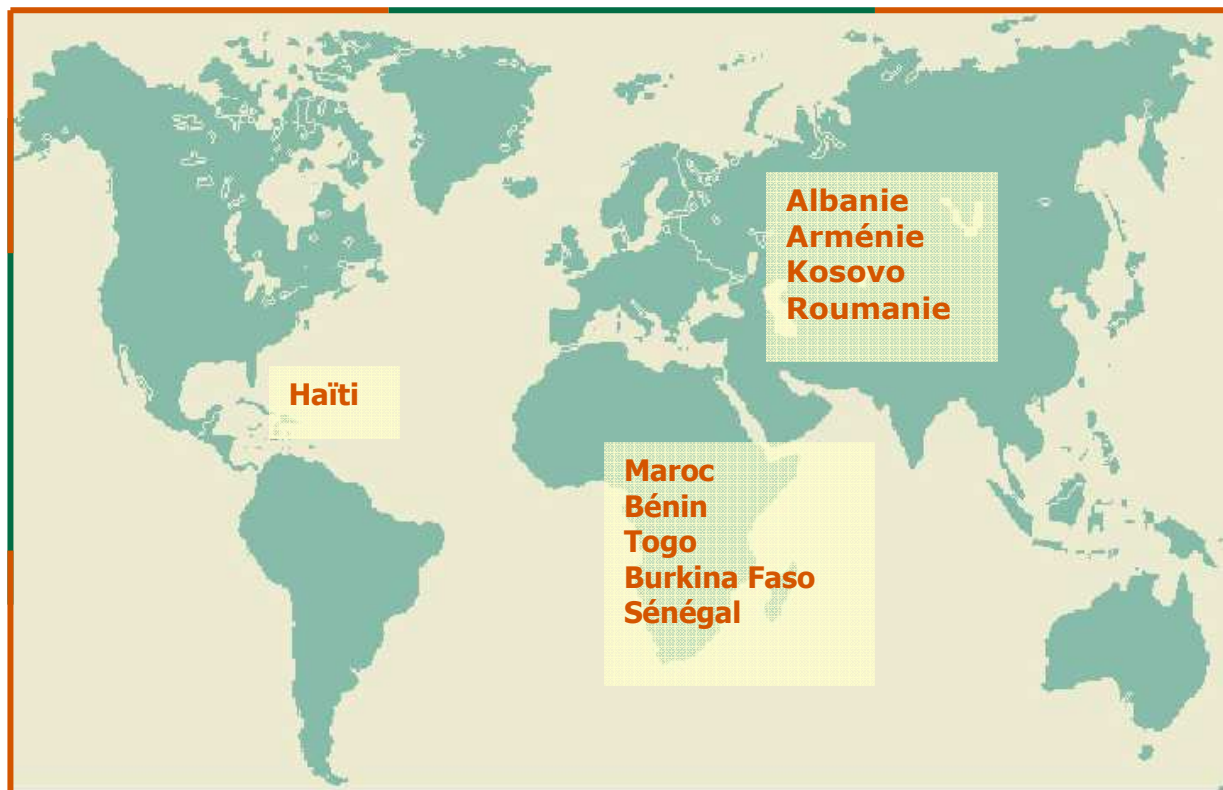 Albanie
Arménie
Kosovo
Roumanie
Haïti
Maroc
Bénin
Togo
Burkina Faso
Sénégal